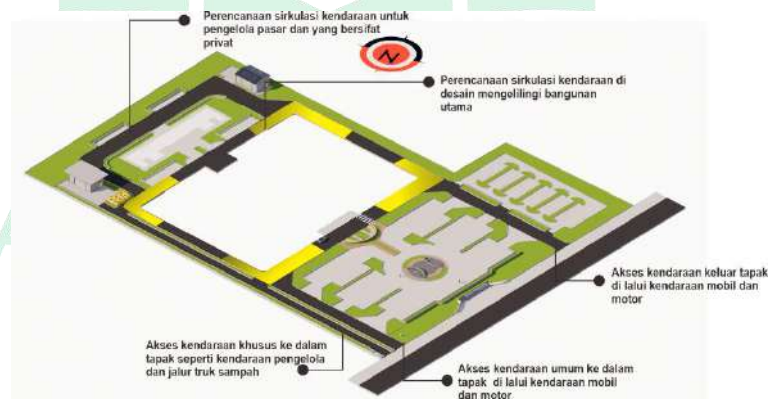 Perencanaan sirkulasi kendaraan untuk
pengelola pasar dan yang bersifat
privat
N
Perencanaan sirkulasi kendaraan di
desain mengelilingi bangunan
utama
Akses kendaraan keluar tapak
di lalui kendaraan mobil dan
motor
Akses kendaraan khusus ke dalam
tapak seperti kendaraan pengelola
dan jalur truk sampah
Akses kendaraan umum ke dalam
tapak di lalui kendaraan mobil
dan motor